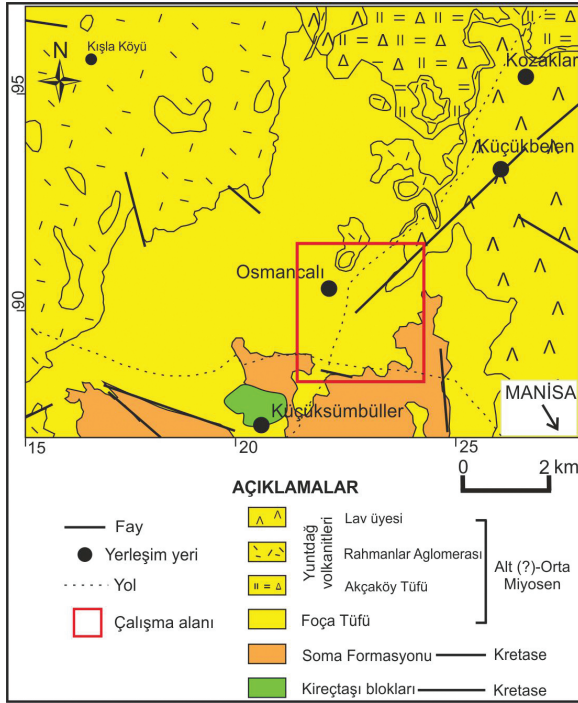 Kışla Köyü
Kozaklar
N
95
Küçükbelen
Osmancalı
90
MANİSA
Küçüksümbüller
15
20
25
0
2 km
AÇIKLAMALAR
Fay
Yerleşim yeri
Yol
Çalışma alanı
Yuntdağ
volkanitleri
Lav üyesi
Rahmanlar Aglomerası
Akçaköy Tüfü
Foça Tüfü
Alt (?)-Orta
Miyosen
Soma Formasyonu
Kretase
Kireçtaşı blokları
Kretase